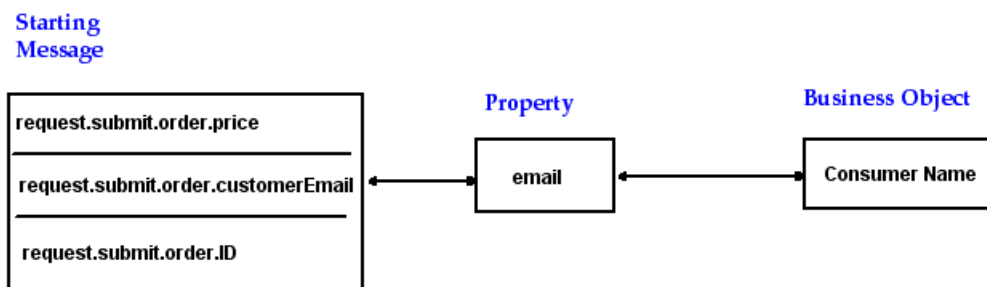 Starting
Message
request.submit.order.price
request.submit.order.customerEmail
request.submit.order.ID
Property
email
Business Object
Consumer Name